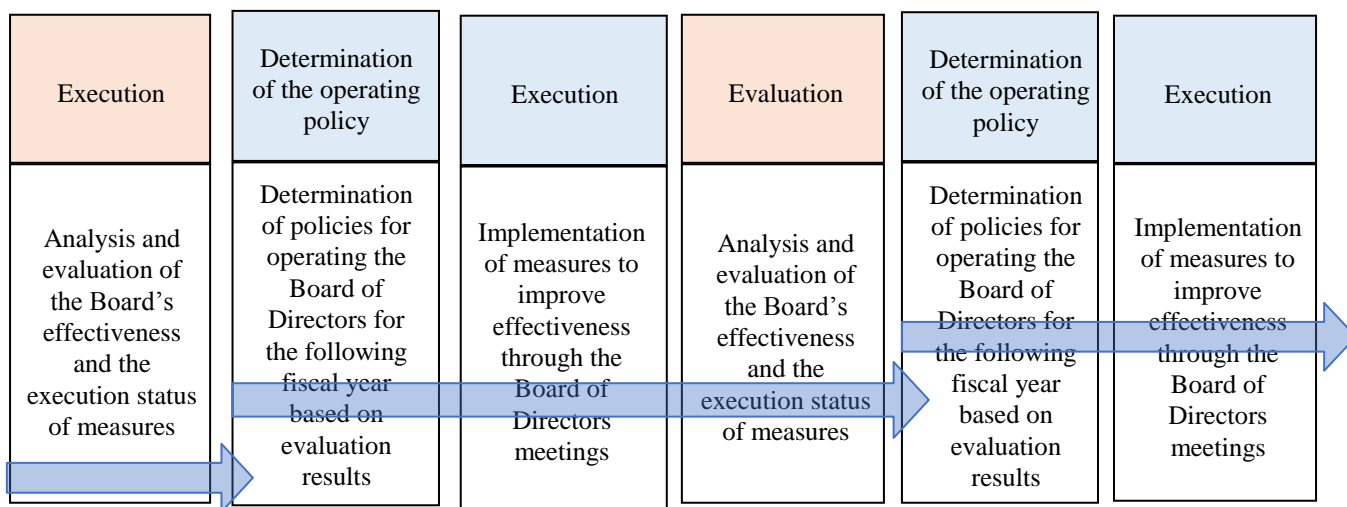 Execution
Analysis and
evaluation of
the Board’s
effectiveness
and the
execution status
of measures
Determination
of the operating
policy
Determination
of policies for
operating the
Board of
Directors for
the following
fiscal year
based on
evaluation
results
Execution
Implementation
of measures to
improve
effectiveness
through the
Board of
Directors
meetings
Evaluation
Analysis and
evaluation of
the Board’s
effectiveness
and the
execution status
of measures
Determination
of the operating
policy
Determination
of policies for
operating the
Board of
Directors for
the following
fiscal year
based on
evaluation
results
Execution
Implementation
of measures to
improve
effectiveness
through the
Board of
Directors
meetings